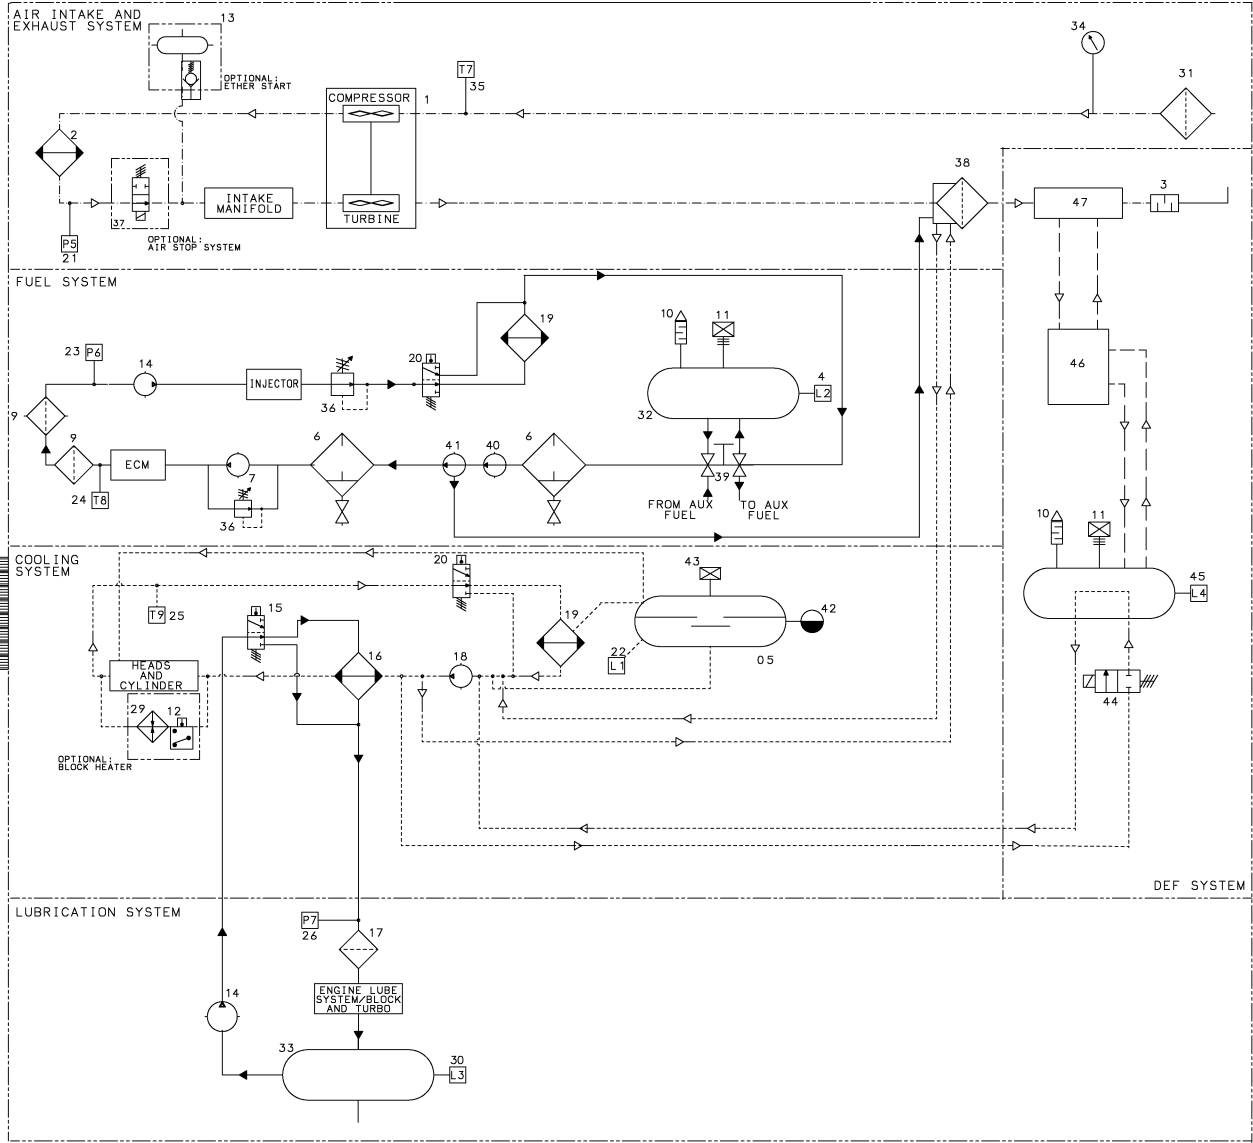 AIR INTAKE AND
EXHAUST SYSTEM
13
OPTIONAL:
ETHER START
COMPRESSOR
1
T7
35
34
31
2
37
OPTIONAL:
AIR STOP SYSTEM
INTAKE
MANIFOLD
TURBINE
P5
21
38
47
3
FUEL SYSTEM
23 P6
14
INJECTOR
36
20
19
10
11
4
L2
32
9
9
24 T8
ECM
7
36
6
41
40
6
39
FROM AUX
FUEL
TO AUX
FUEL
46
COOLING
SYSTEM
T9 25
15
20
19
43
42
22
L1
05
HEADS
AND
CYLINDER
16
18
29
12
OPTIONAL:
BLOCK HEATER
10
11
45
L4
44
DEF SYSTEM
LUBRICATION SYSTEM
P7
26
17
ENGINE LUBE
SYSTEM/BLOCK
AND TURBO
14
33
30
L3